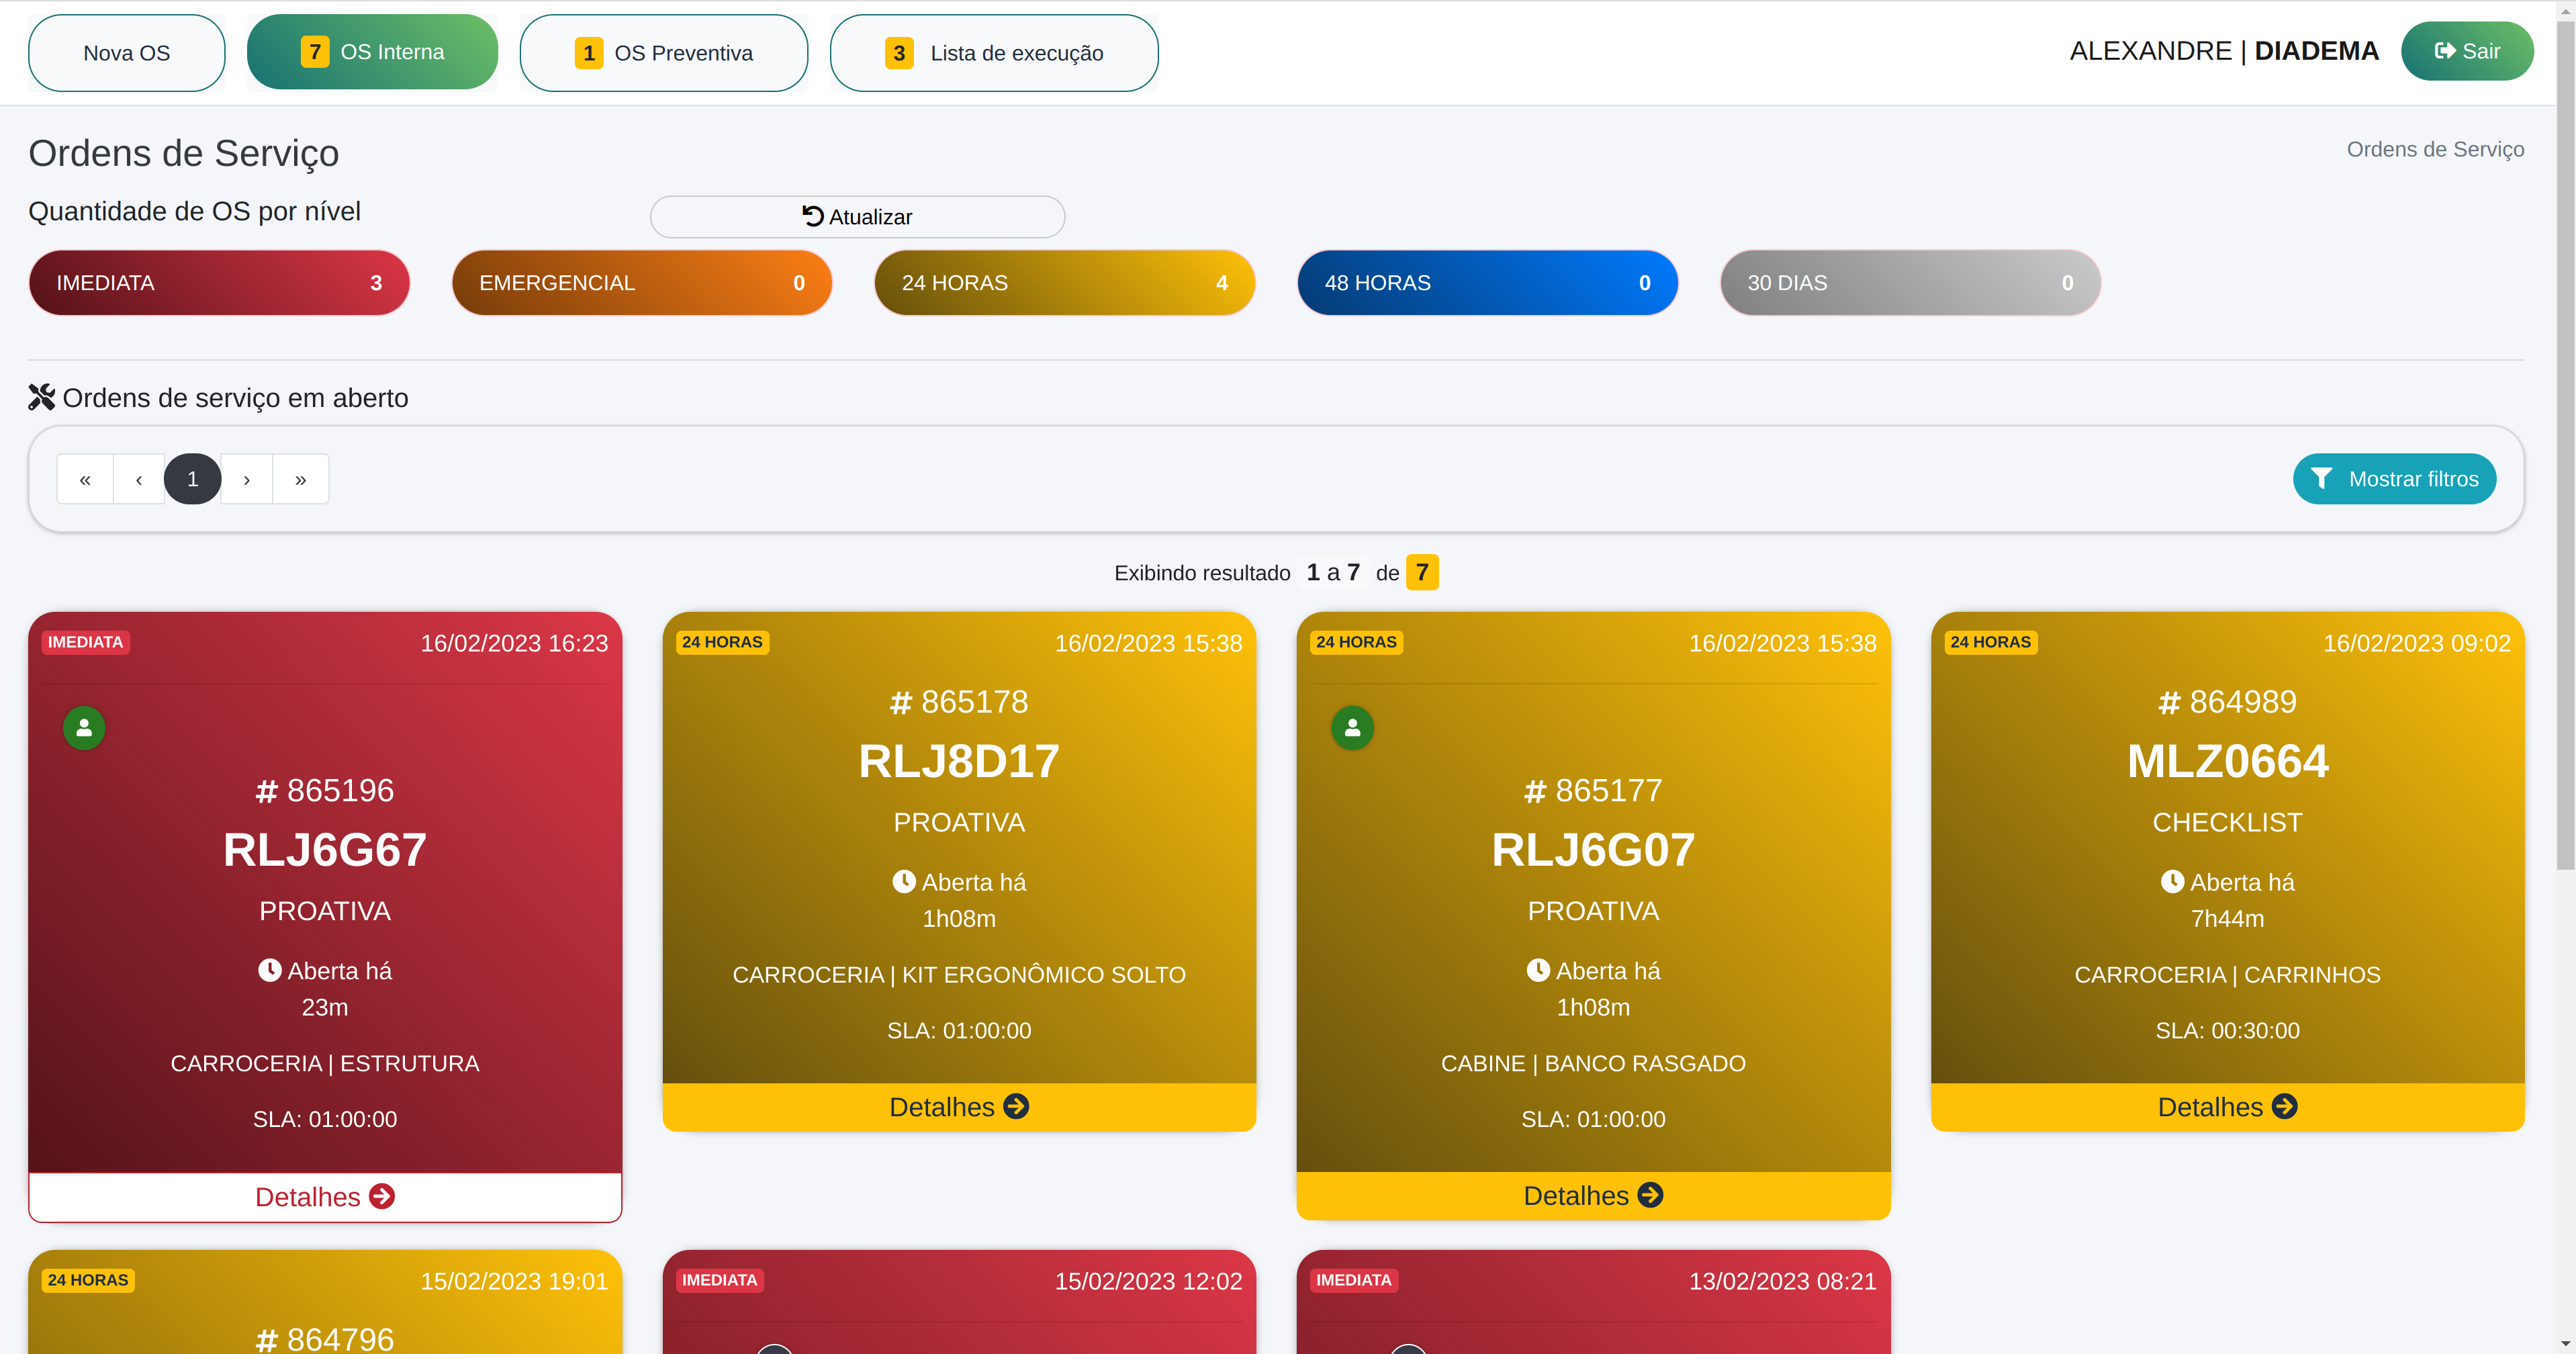 Nova OS
7 OS Interna
1 OS Preventiva
3 Lista de execução
ALEXANDRE | DIADEMA
Sair
Ordens de Serviço
Ordens de Serviço
Quantidade de OS por nível
Atualizar
IMEDIATA 3
EMERGENCIAL 0
24 HORAS 4
48 HORAS 0
30 DIAS 0
Ordens de serviço em aberto
« ‹ 1 › »
Mostrar filtros
Exibindo resultado 1 a 7 de 7
IMEDIATA 16/02/2023 16:23
# 865196
RLJ6G67
PROATIVA
Aberta há
23m
CARROCERIA | ESTRUTURA
SLA: 01:00:00
Detalhes
24 HORAS 16/02/2023 15:38
# 865178
RLJ8D17
PROATIVA
Aberta há
1h08m
CARROCERIA | KIT ERGONÔMICO SOLTO
SLA: 01:00:00
Detalhes
24 HORAS 16/02/2023 15:38
# 865177
RLJ6G07
PROATIVA
Aberta há
1h08m
CABINE | BANCO RASGADO
SLA: 01:00:00
Detalhes
24 HORAS 16/02/2023 09:02
# 864989
MLZ0664
CHECKLIST
Aberta há
7h44m
CARROCERIA | CARRINHOS
SLA: 00:30:00
Detalhes
24 HORAS 15/02/2023 19:01
# 864796
IMEDIATA 15/02/2023 12:02
IMEDIATA 13/02/2023 08:21